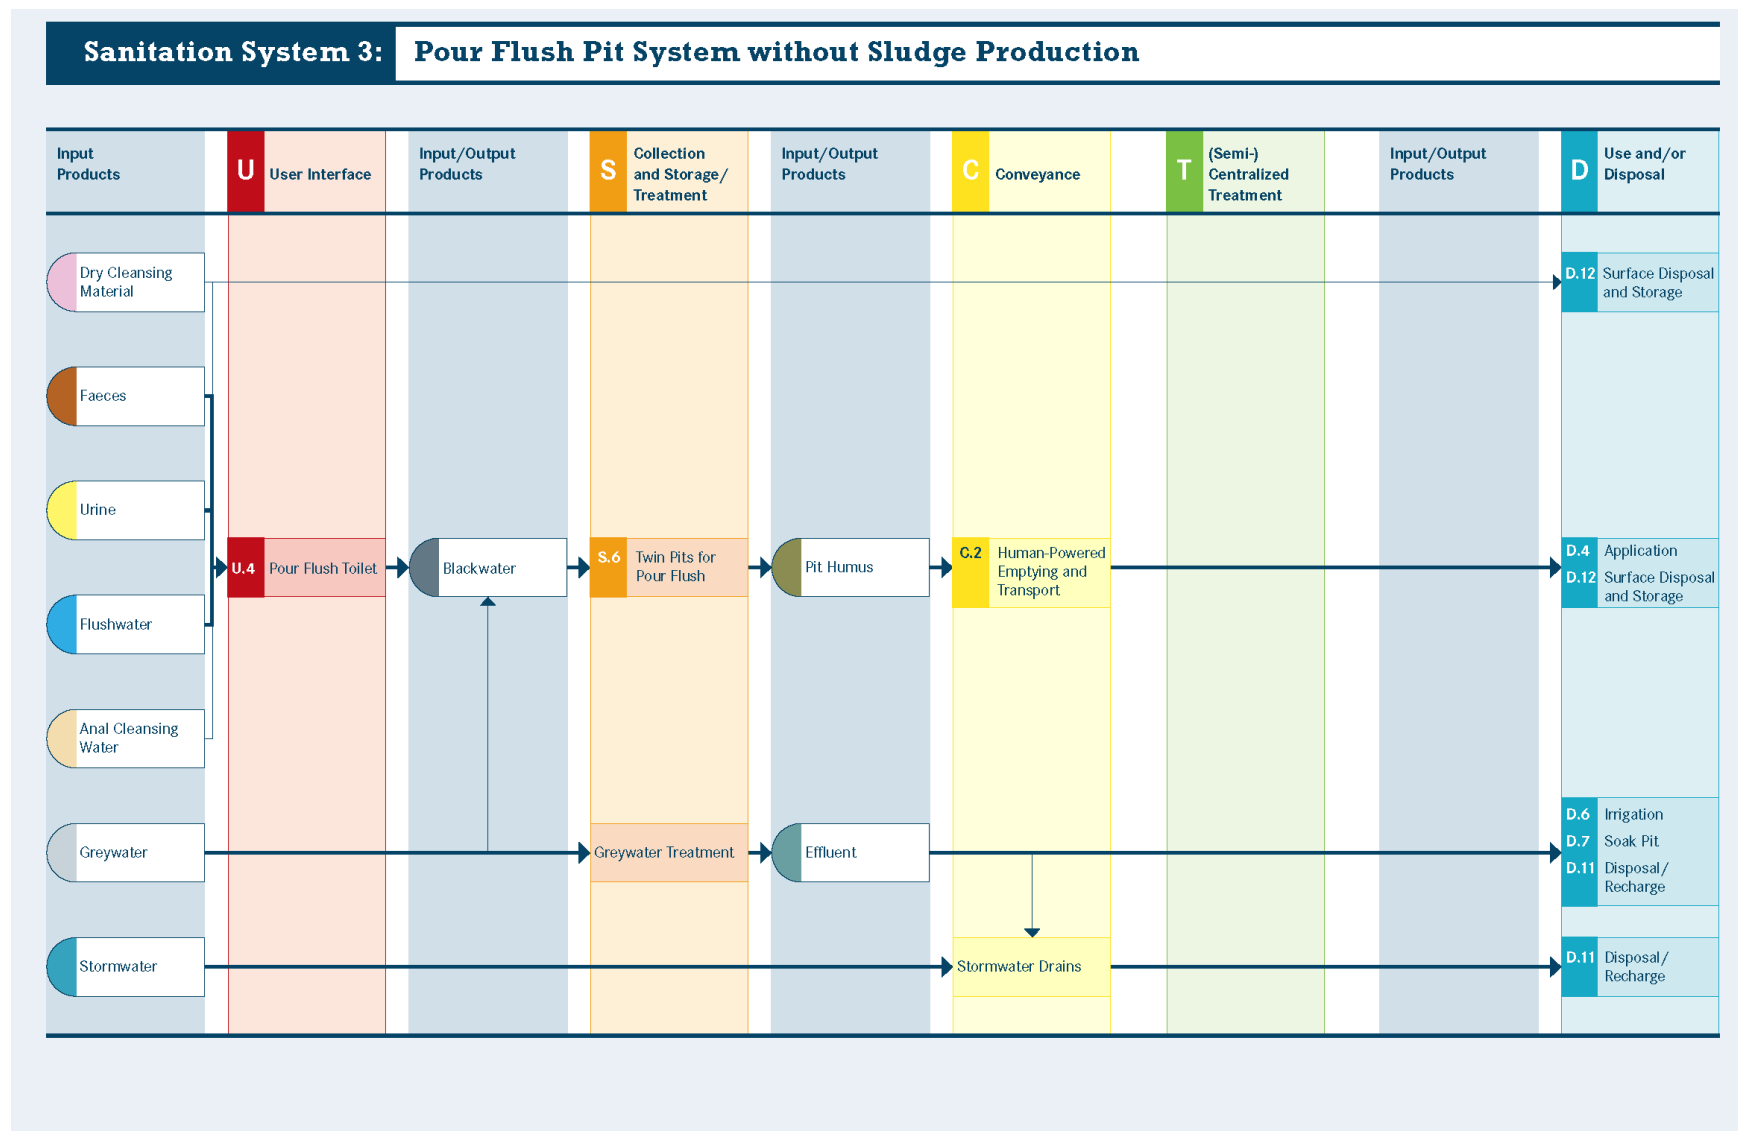 Sanitation System 3: Pour Flush Pit System without Sludge Production
Input
Products
U User Interface
Input/Output
Products
S Collection
and Storage/
Treatment
Input/Output
Products
C Conveyance
T (Semi-)
Centralized
Treatment
Input/Output
Products
D Use and/or
Disposal
Dry Cleansing
Material
D.12 Surface Disposal
and Storage
Faeces
Urine
U.4 Pour Flush Toilet
Blackwater
S.6 Twin Pits for
Pour Flush
Pit Humus
C.2 Human-Powered
Emptying and
Transport
D.4 Application
D.12 Surface Disposal
and Storage
Flushwater
Anal Cleansing
Water
Greywater
Greywater Treatment
Effluent
D.6 Irrigation
D.7 Soak Pit
D.11 Disposal/
Recharge
Stormwater
Stormwater Drains
D.11 Disposal/
Recharge